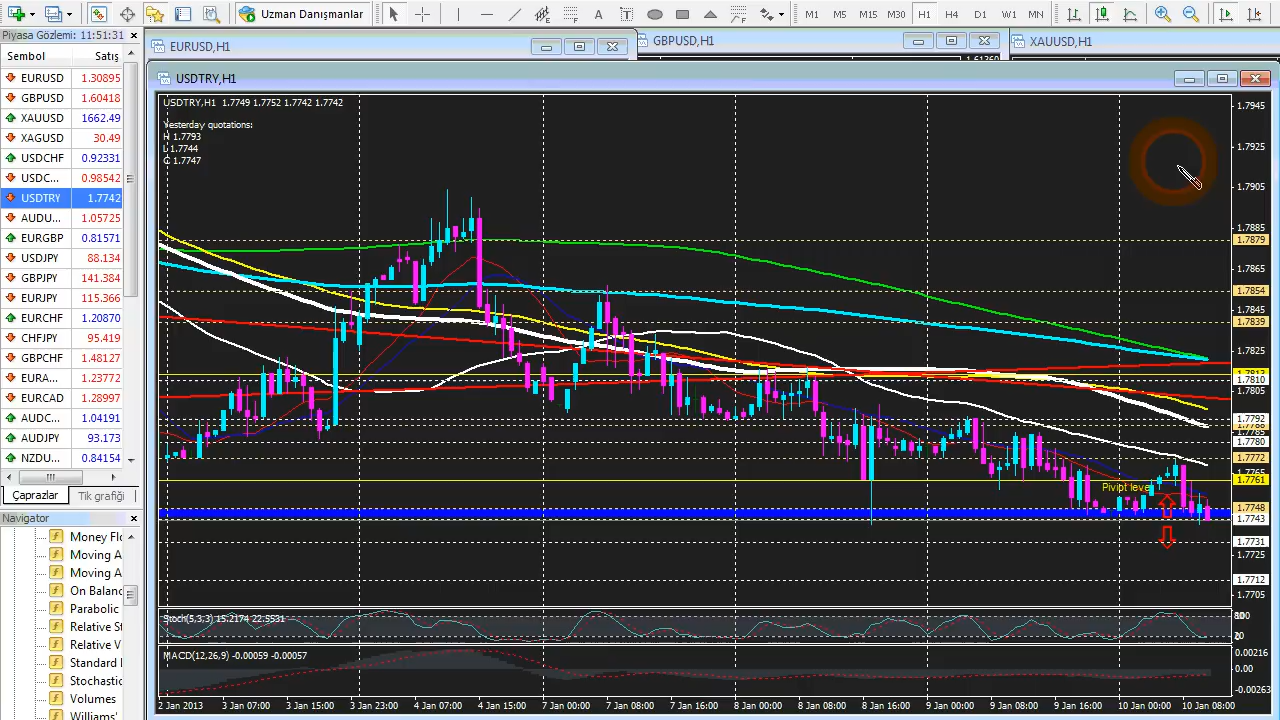 Uzman Danışmanlar
A
T
M1 M5 M15 M30 H1 H4 D1 W1 MN
Piyasa Gözlemi: 11:51:31
Sembol Satış
EURUSD 1.30895
GBPUSD 1.60418
XAUUSD 1662.49
XAGUSD 30.49
USDCHF 0.92331
USDC... 0.98542
USDTRY 1.7742
AUDU... 1.05725
EURGBP 0.81571
USDJPY 88.134
GBPJPY 141.384
EURJPY 115.366
EURCHF 1.20870
CHFJPY 95.419
GBPCHF 1.48127
EURA... 1.23772
EURCAD 1.28997
AUDC... 1.04191
AUDJPY 93.173
NZDU... 0.84154
Çaprazlar Tik grafiği
Navigator
Money Flo
Moving A
Moving A
On Balanc
Parabolic
Relative St
Relative V
Standard
Stochastic
Volumes
Williams'
EURUSD,H1
GBPUSD,H1
XAUUSD,H1
USDTRY,H1
USDTRY,H1 1.7749 1.7752 1.7742 1.7742
Yesterday quotations:
H 1.7793
L 1.7744
C 1.7747
Pivot level
1.7945
1.7925
1.7905
1.7885
1.7879
1.7865
1.7854
1.7839
1.7825
1.7810
1.7805
1.7792
1.7785
1.7780
1.7772
1.7765
1.7761
1.7748
1.7743
1.7731
1.7725
1.7712
1.7705
Stoch(5,3,3) 15.2174 22.5531
20
MACD(12,26,9) -0.00059 -0.00057
0.00216
0.00
-0.00263
2 Jan 2013 3 Jan 07:00 3 Jan 15:00 3 Jan 23:00 4 Jan 07:00 4 Jan 15:00 7 Jan 00:00 7 Jan 08:00 7 Jan 16:00 8 Jan 00:00 8 Jan 08:00 8 Jan 16:00 9 Jan 00:00 9 Jan 08:00 9 Jan 16:00 10 Jan 00:00 10 Jan 08:00